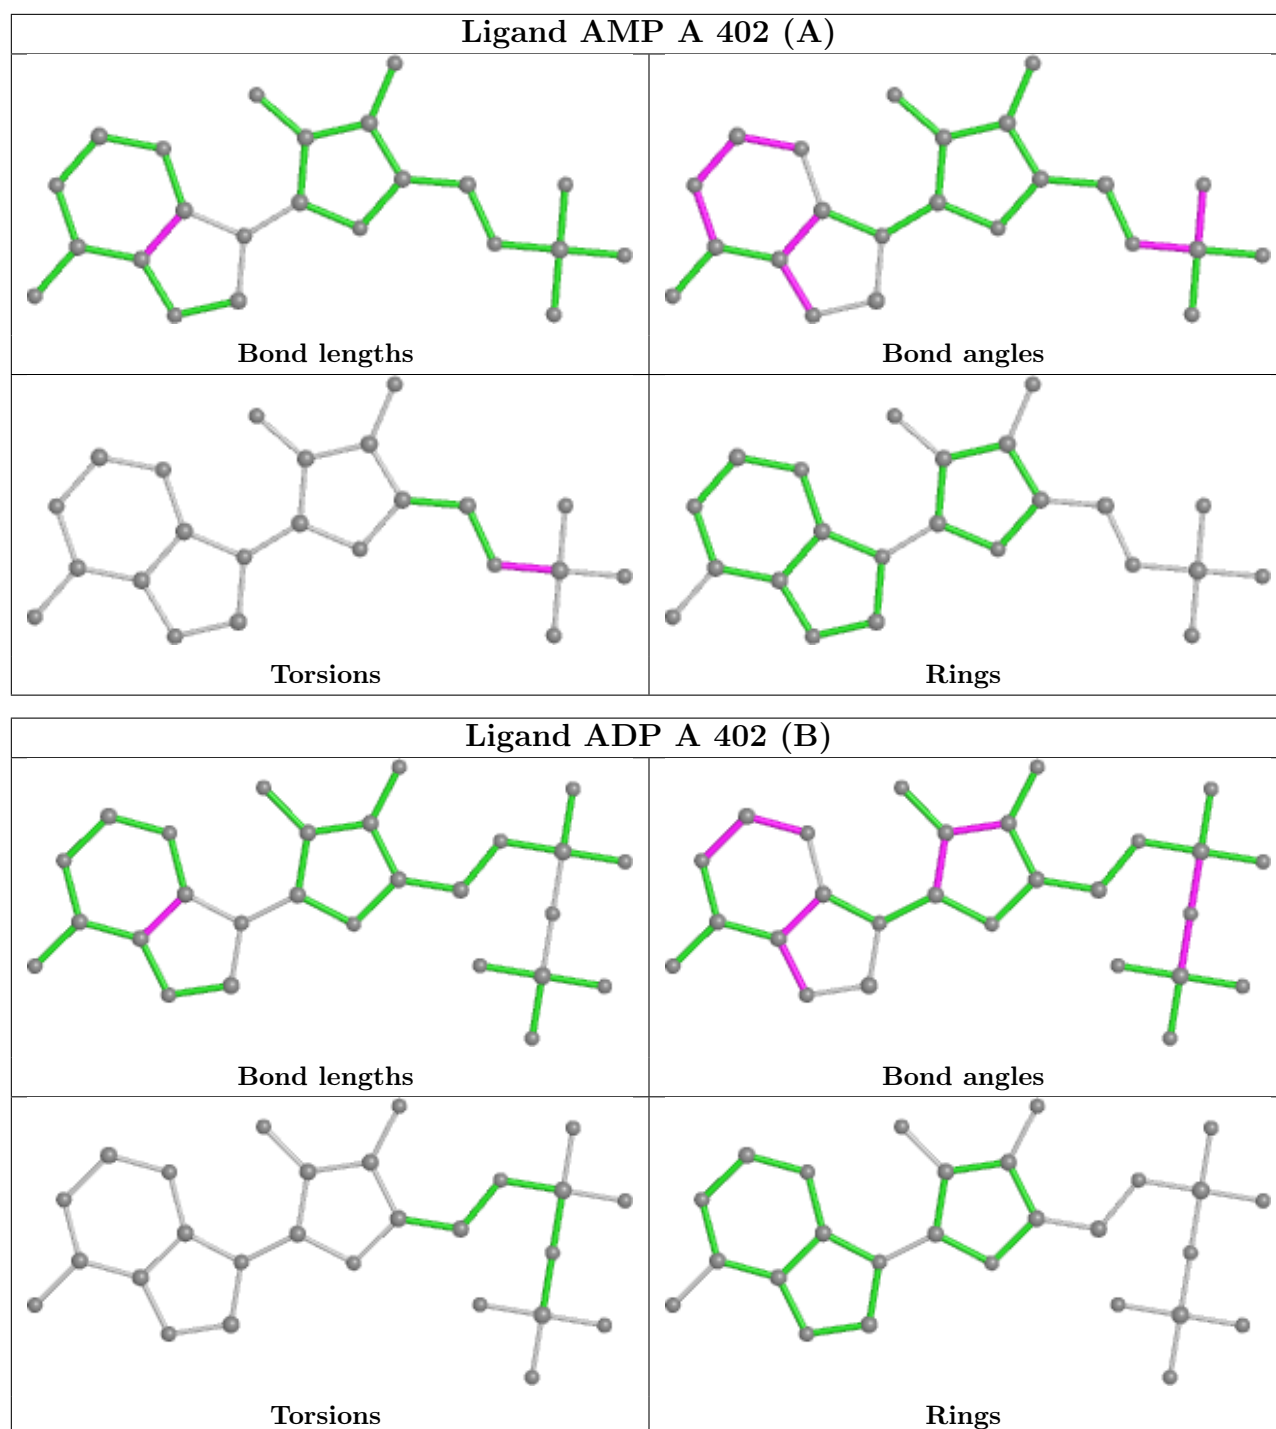 Ligand AMP A 402 (A)
Bond lengths
Bond angles
Torsions
Rings
Ligand ADP A 402 (B)
Bond lengths
Bond angles
Torsions
Rings